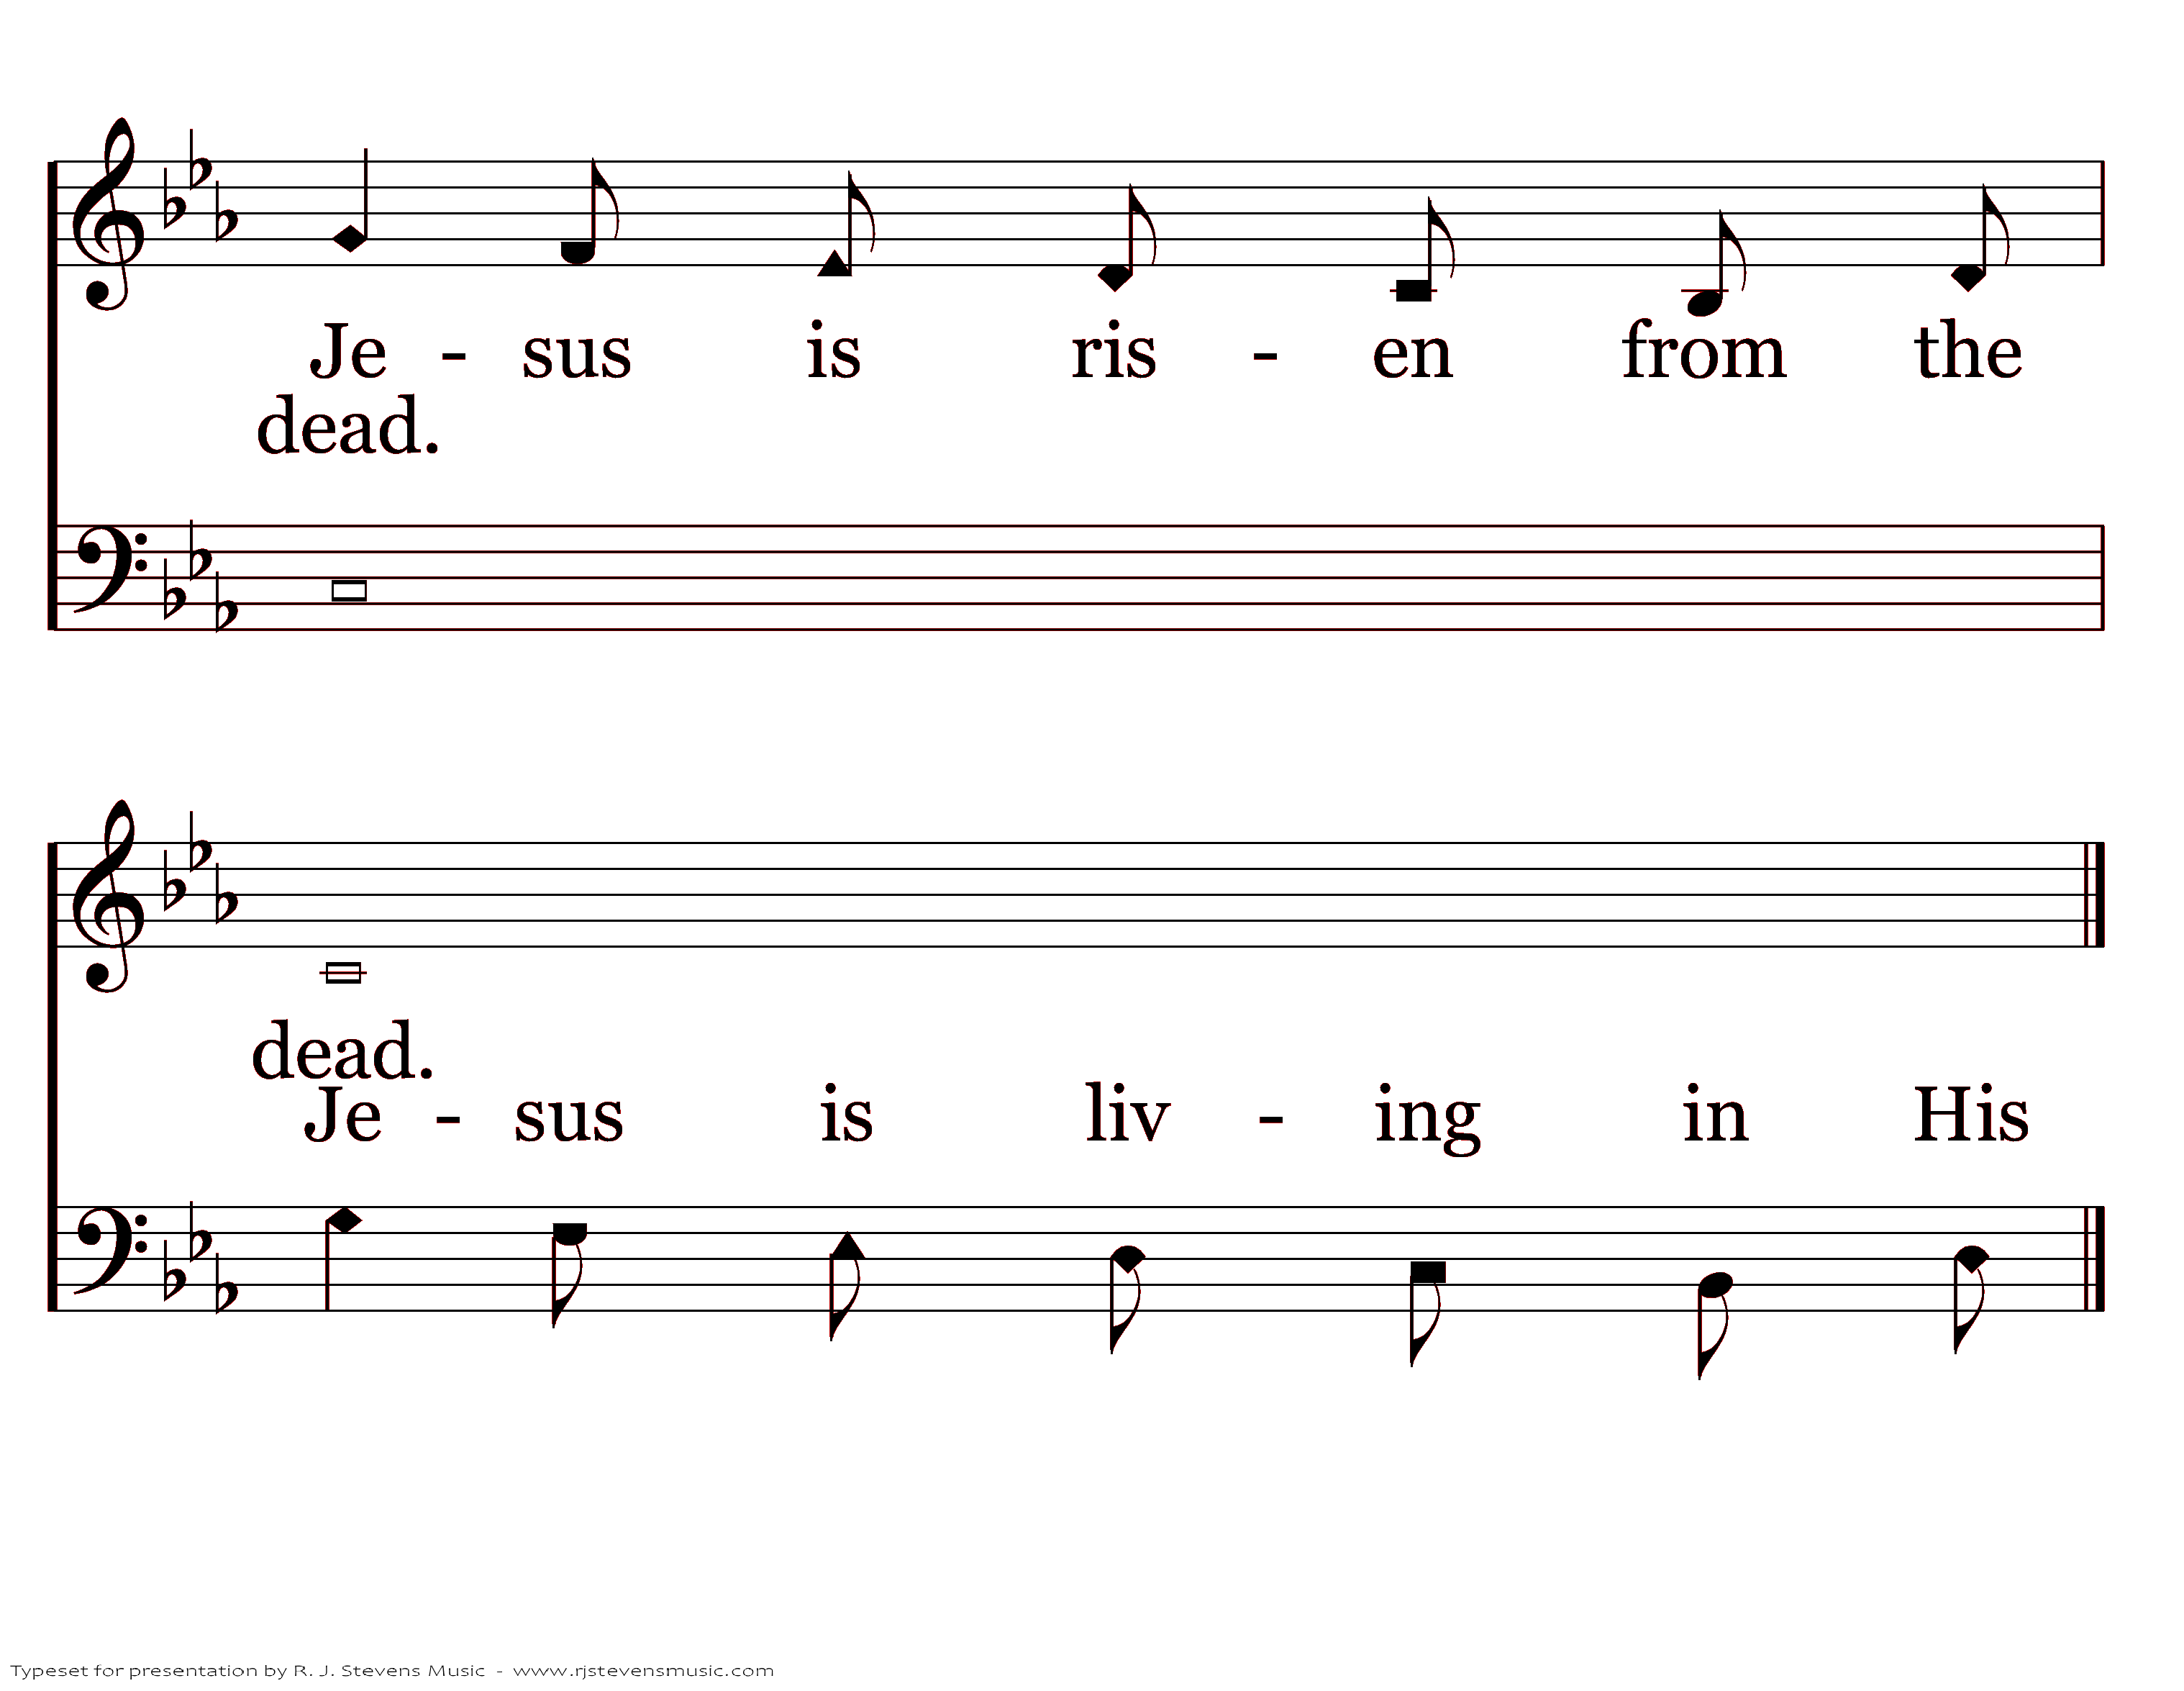 Je - sus is ris - en from the
dead.
dead.
Je - sus is liv - ing in His
Typeset for presentation by R. J. Stevens Music - www.rjstevensmusic.com